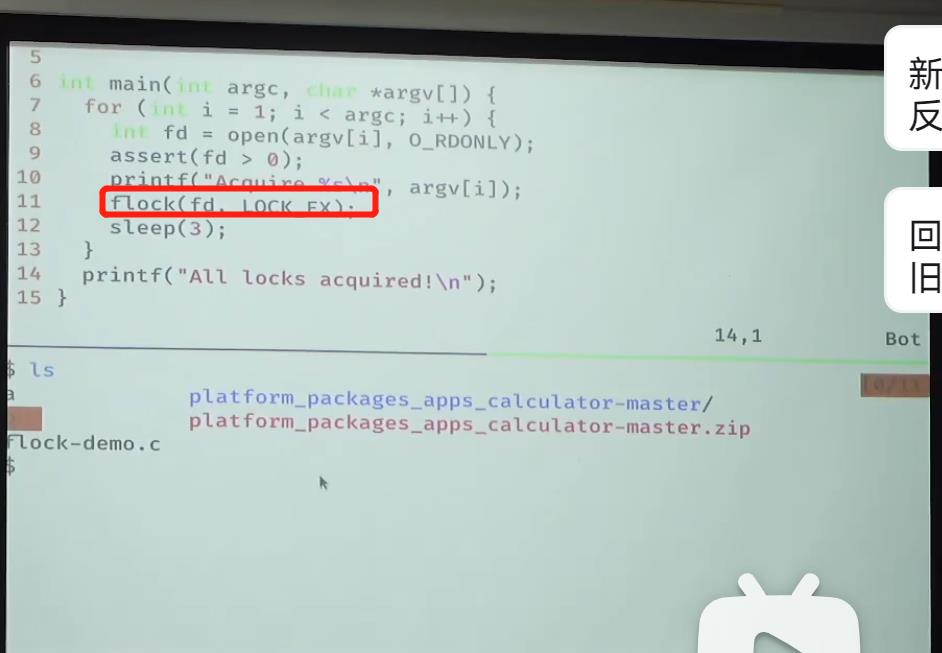 5
6 int main(int argc, char *argv[]) {
7 for (int i = 1; i < argc; i++) {
8 int fd = open(argv[i], O_RDONLY);
9 assert(fd > 0);
10 printf("Acquire %s\n", argv[i]);
11 flock(fd, LOCK_EX);
12 sleep(3);
13 }
14 printf("All locks acquired!\n");
15 }
14,1 Bot
$ ls
a platform_packages_apps_calculator-master/
platform_packages_apps_calculator-master.zip
flock-demo.c
$
新
反
回
旧